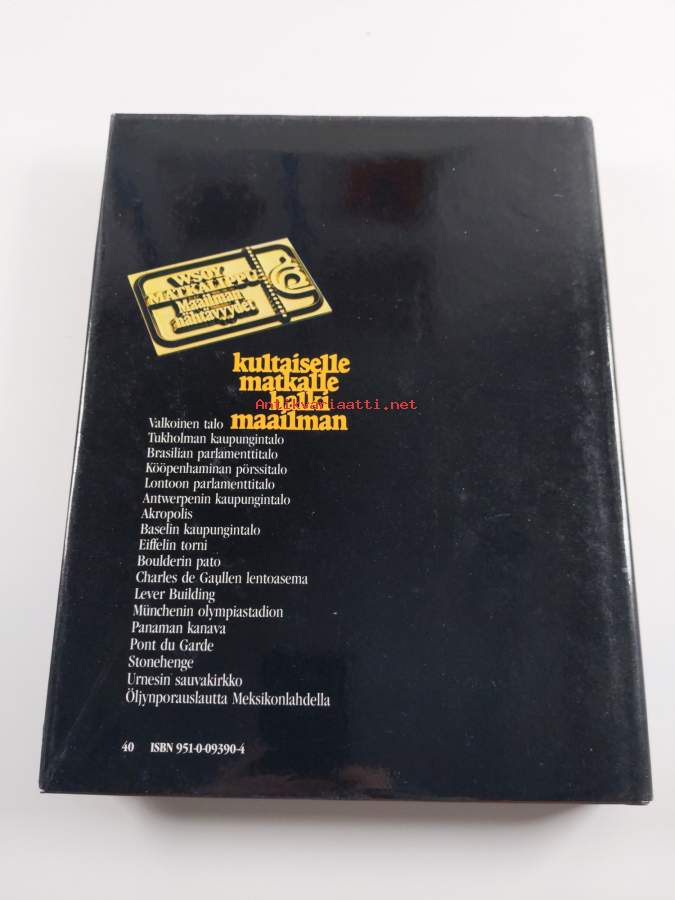 WSOY
MATKALIPPU
Maailman
nähtävyydet
kultaiselle
matkalle
halki
maailman
Antikvariaatti.net
Valkoinen talo
Tukholman kaupungintalo
Brasilian parlamenttitalo
Kööpenhaminan pörssitalo
Lontoon parlamenttitalo
Antwerpenin kaupungintalo
Akropolis
Baselin kaupungintalo
Eiffelin torni
Boulderin pato
Charles de Gaullen lentoasema
Lever Building
Münchenin olympiastadion
Panaman kanava
Pont du Garde
Stonehenge
Urnesin sauvakirkko
Öljynporauslautta Meksikonlahdella
40 ISBN 951-0-09390-4